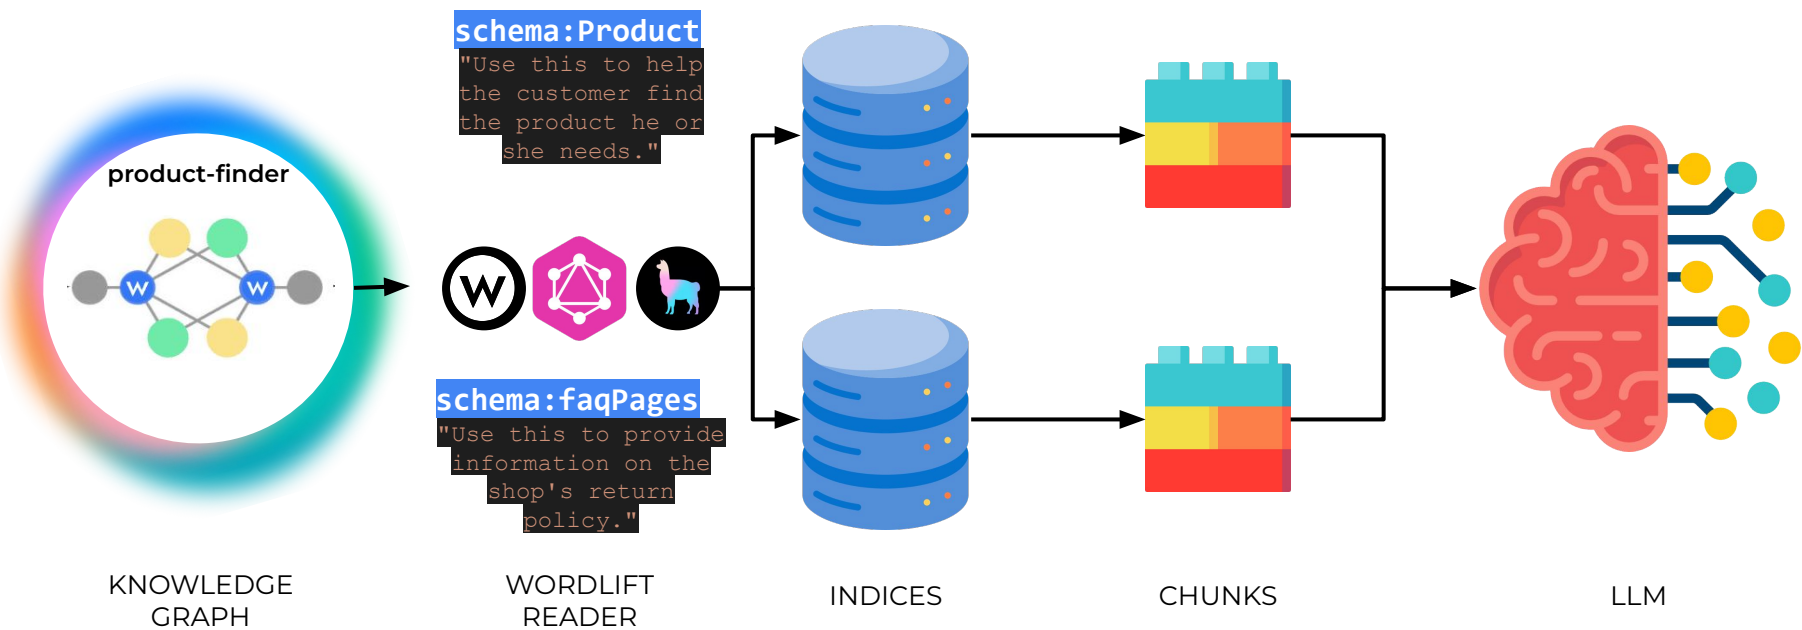 schema:Product
"Use this to help
the customer find
the product he or
she needs."
product-finder
W
W
W
schema:faqPages
"Use this to provide
information on the
shop's return
policy."
KNOWLEDGE
GRAPH
WORDLIFT
READER
INDICES
CHUNKS
LLM